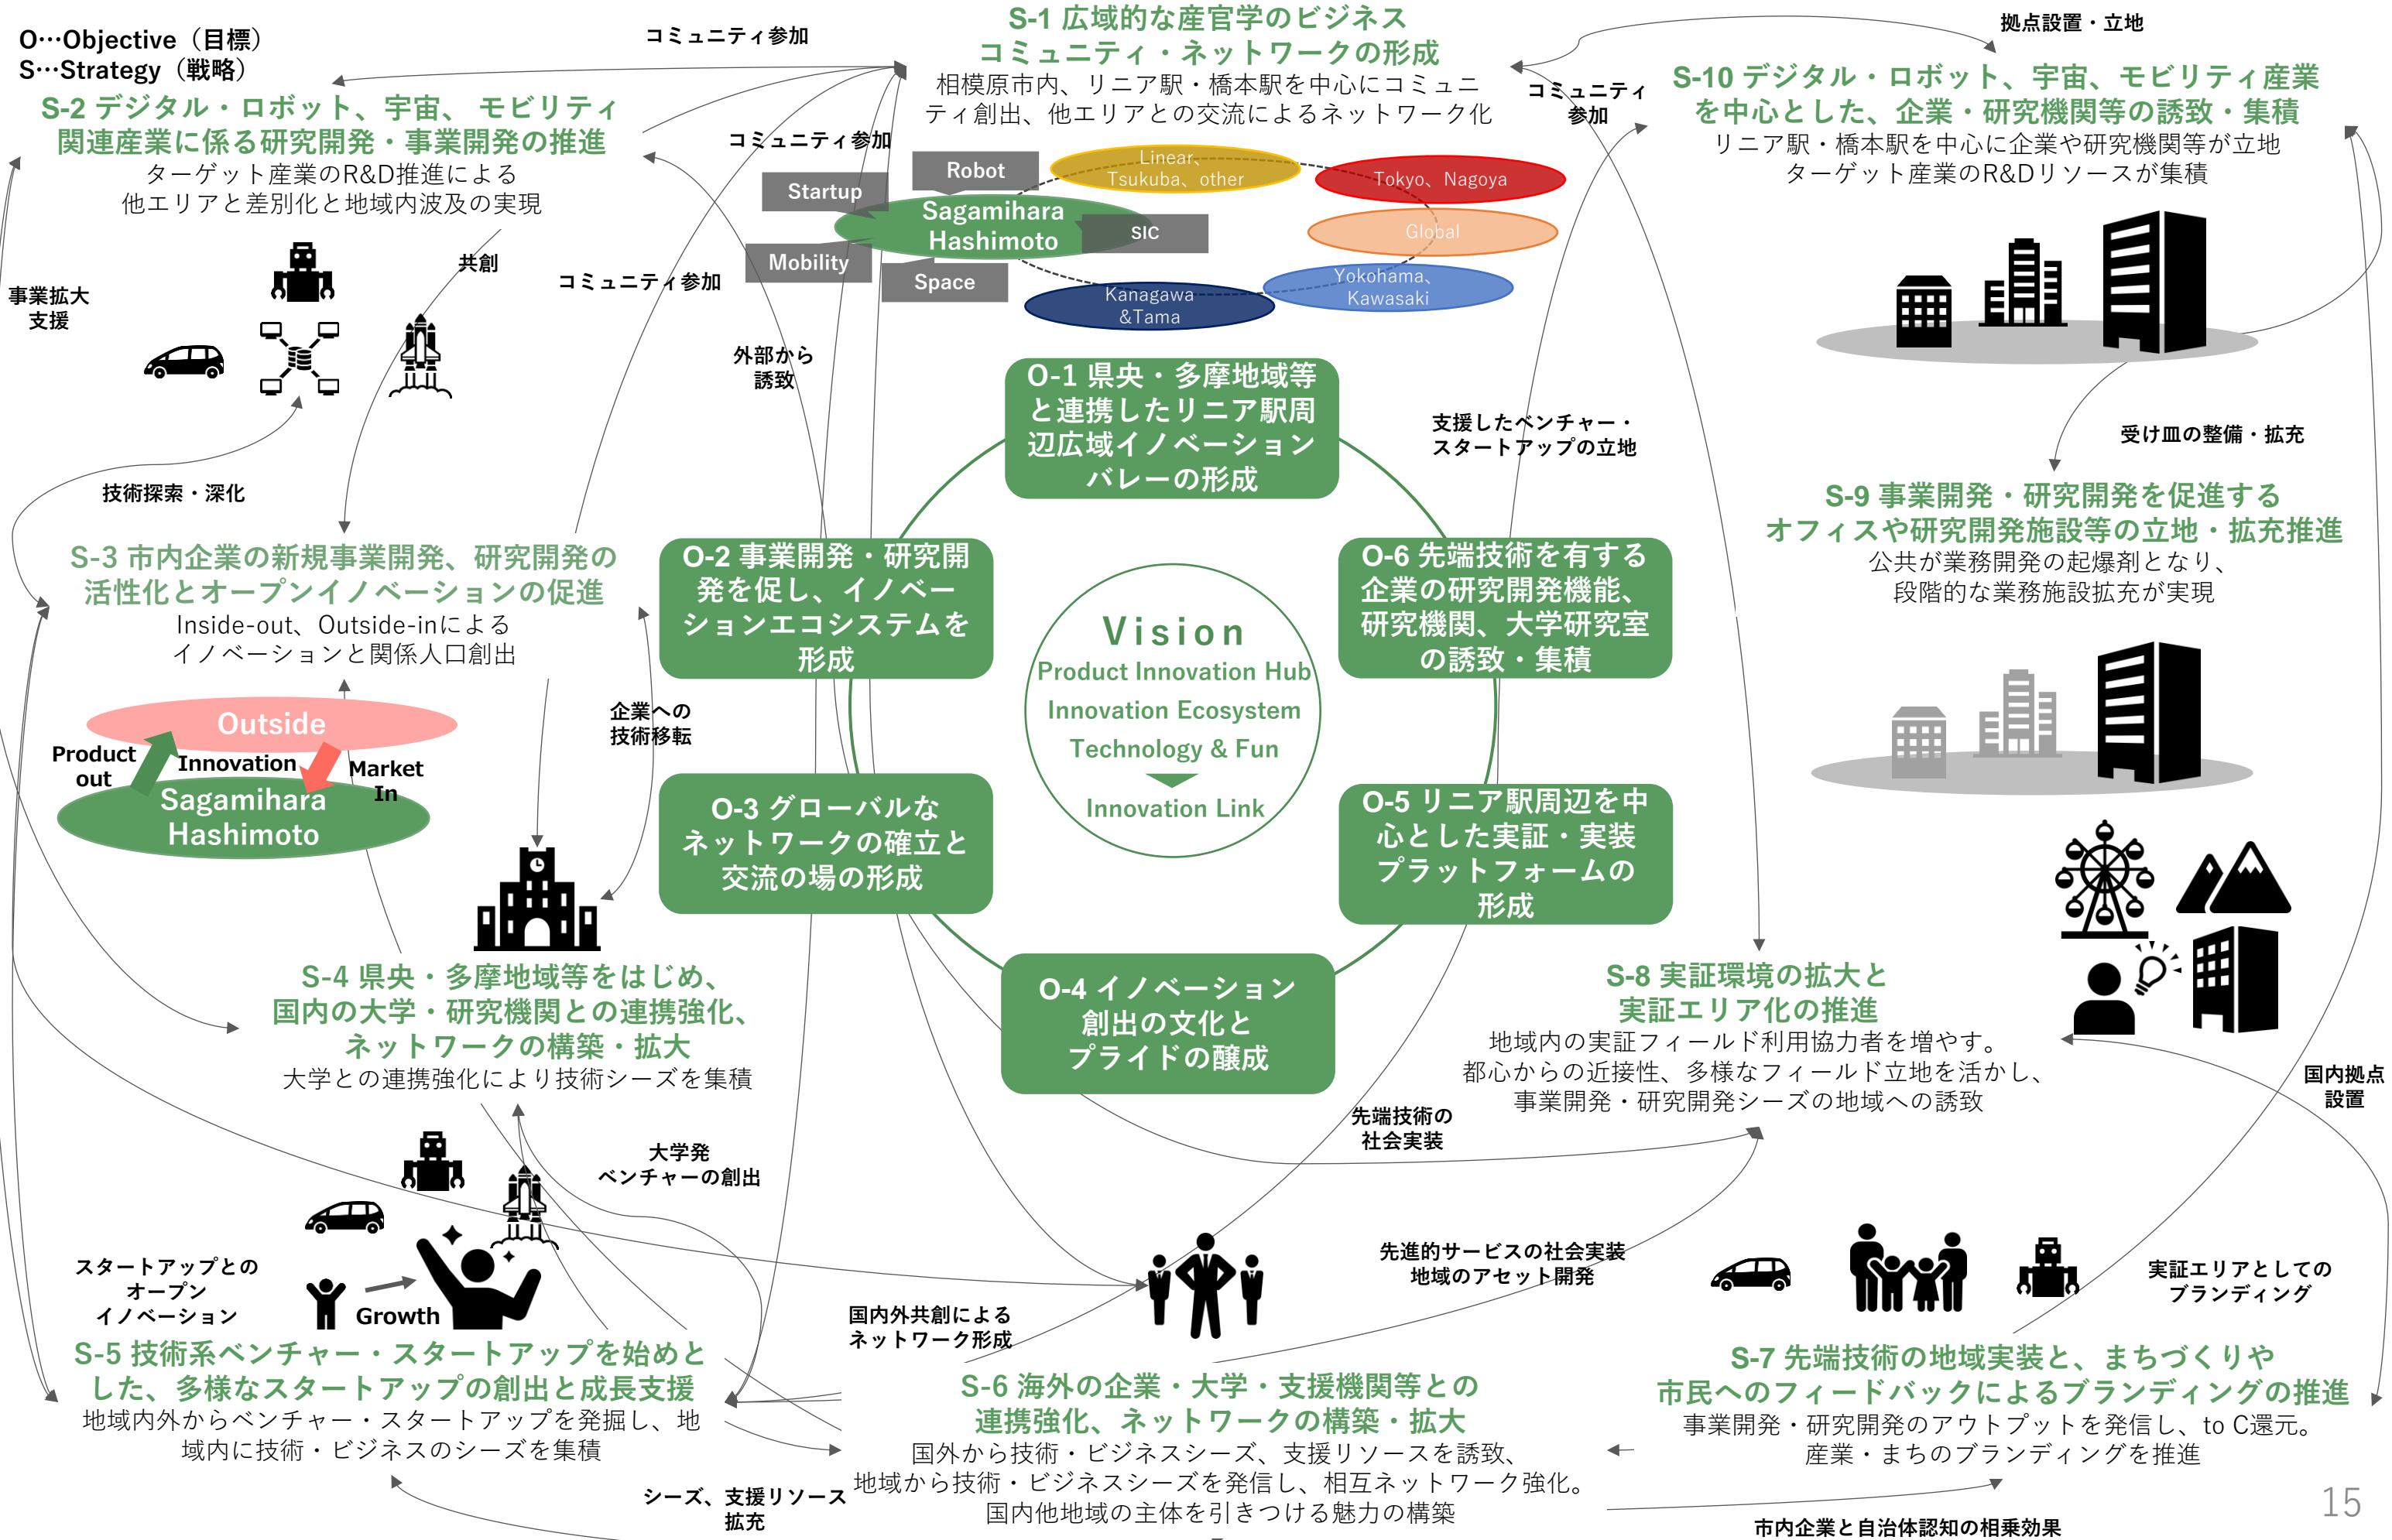 O…Objective（目標）
S…Strategy（戦略）
S-1 広域的な産官学のビジネス
コミュニティ・ネットワークの形成
相模原市内、リニア駅・橋本駅を中心にコミュニ
ティ創出、他エリアとの交流によるネットワーク化
Robot
Startup
Mobility
Space
SIC
Sagamihara
Hashimoto
Linear、
Tsukuba、other
Tokyo、Nagoya
Global
Yokohama、
Kawasaki
Kanagawa
&Tama
コミュニティ参加
コミュニティ参加
コミュニティ参加
コミュニティ
参加
拠点設置・立地
S-2 デジタル・ロボット、宇宙、 モビリティ
関連産業に係る研究開発・事業開発の推進
ターゲット産業のR&D推進による
他エリアと差別化と地域内波及の実現
事業拡大
支援
共創
外部から
誘致
技術探索・深化
S-10 デジタル・ロボット、宇宙、モビリティ産業
を中心とした、企業・研究機関等の誘致・集積
リニア駅・橋本駅を中心に企業や研究機関等が立地
ターゲット産業のR&Dリソースが集積
支援したベンチャー・
スタートアップの立地
受け皿の整備・拡充
O-1 県央・多摩地域等
と連携したリニア駅周
辺広域イノベーション
バレーの形成
O-2 事業開発・研究開
発を促し、イノベー
ションエコシステムを
形成
O-6 先端技術を有する
企業の研究開発機能、
研究機関、大学研究室
の誘致・集積
Vision
Product Innovation Hub
Innovation Ecosystem
Technology & Fun
Innovation Link
O-3 グローバルな
ネットワークの確立と
交流の場の形成
O-5 リニア駅周辺を中
心とした実証・実装
プラットフォームの
形成
O-4 イノベーション
創出の文化と
プライドの醸成
S-3 市内企業の新規事業開発、研究開発の
活性化とオープンイノベーションの促進
Inside-out、Outside-inによる
イノベーションと関係人口創出
Outside
Product
out
Innovation
Market
In
Sagamihara
Hashimoto
企業への
技術移転
S-9 事業開発・研究開発を促進する
オフィスや研究開発施設等の立地・拡充推進
公共が業務開発の起爆剤となり、
段階的な業務施設拡充が実現
S-4 県央・多摩地域等をはじめ、
国内の大学・研究機関との連携強化、
ネットワークの構築・拡大
大学との連携強化により技術シーズを集積
大学発
ベンチャーの創出
S-8 実証環境の拡大と
実証エリア化の推進
地域内の実証フィールド利用協力者を増やす。
都心からの近接性、多様なフィールド立地を活かし、
事業開発・研究開発シーズの地域への誘致
国内拠点
設置
先端技術の
社会実装
先進的サービスの社会実装
地域のアセット開発
実証エリアとしての
ブランディング
スタートアップとの
オープン
イノベーション
Growth
国内外共創による
ネットワーク形成
S-5 技術系ベンチャー・スタートアップを始めと
した、多様なスタートアップの創出と成長支援
地域内外からベンチャー・スタートアップを発掘し、地
域内に技術・ビジネスのシーズを集積
シーズ、支援リソース
拡充
S-6 海外の企業・大学・支援機関等との
連携強化、ネットワークの構築・拡大
国外から技術・ビジネスシーズ、支援リソースを誘致、
地域から技術・ビジネスシーズを発信し、相互ネットワーク強化。
国内他地域の主体を引きつける魅力の構築
S-7 先端技術の地域実装と、まちづくりや
市民へのフィードバックによるブランディングの推進
事業開発・研究開発のアウトプットを発信し、to C還元。
産業・まちのブランディングを推進
市内企業と自治体認知の相乗効果
15